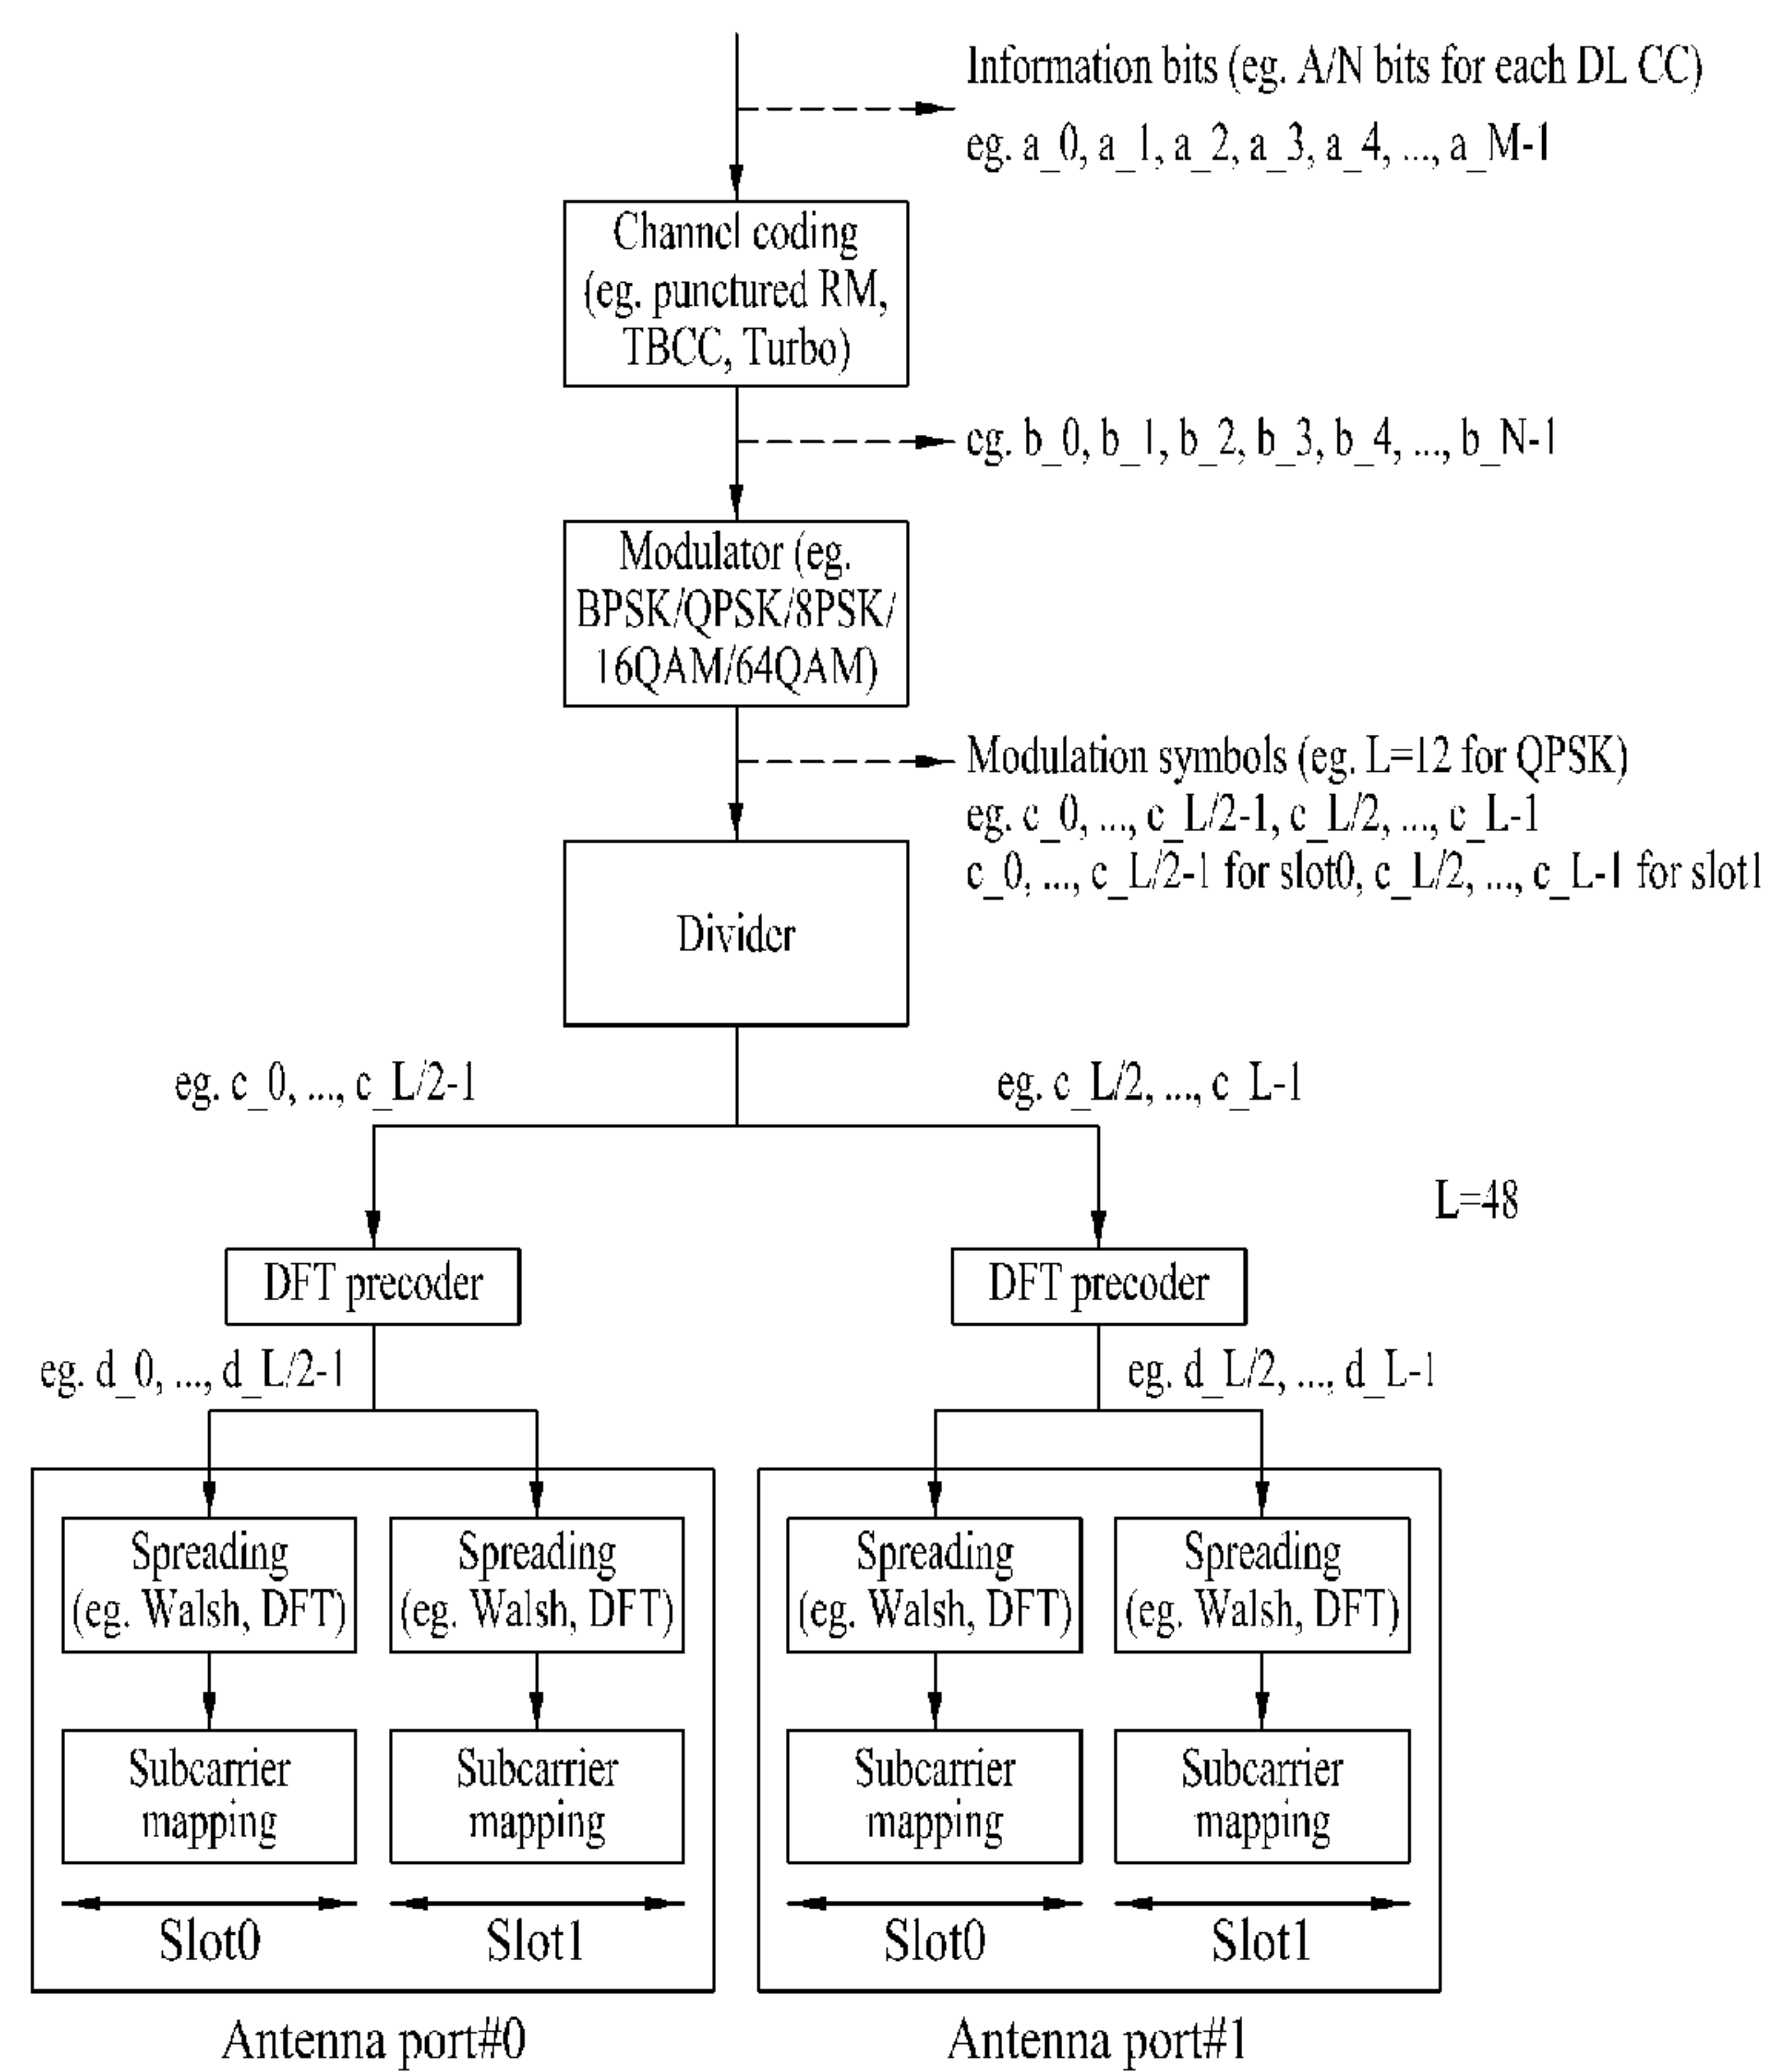 Information bits (eg. A/N bits for each DL CC)
eg. a_0, a_1, a_2, a_3, a_4, ..., a_M-1
Channel coding
(eg. punctured RM,
TBCC, Turbo)
eg. b_0, b_1, b_2, b_3, b_4, ..., b_N-1
Modulator (eg.
BPSK/QPSK/8PSK/
16QAM/64QAM)
Modulation symbols (eg. L=12 for QPSK)
eg. c_0, ..., c_L/2-1, c_L/2, ..., c_L-1
c_0, ..., c_L/2-1 for slot0, c_L/2, ..., c_L-1 for slot1
Divider
eg. c_0, ..., c_L/2-1
eg. c_L/2, ..., c_L-1
L=48
DFT precoder
DFT precoder
eg. d_0, ..., d_L/2-1
eg. d_L/2, ..., d_L-1
Spreading
(eg. Walsh, DFT)
Spreading
(eg. Walsh, DFT)
Spreading
(eg. Walsh, DFT)
Spreading
(eg. Walsh, DFT)
Subcarrier
mapping
Subcarrier
mapping
Subcarrier
mapping
Subcarrier
mapping
Slot0
Slot1
Slot0
Slot1
Antenna port#0
Antenna port#1